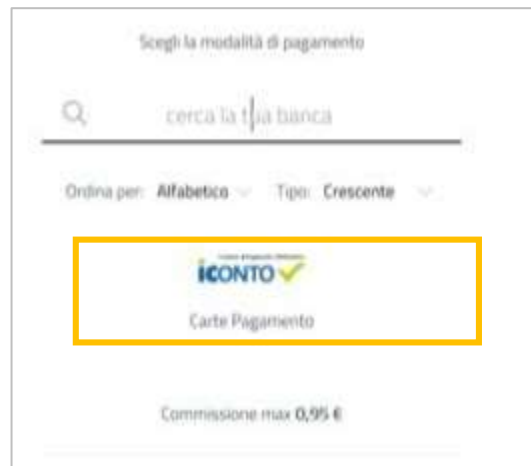 Scegli la modalità di pagamento
cerca la tua banca
Ordina per: Alfabetico Tipo: Crescente
iCONTO
Carte Pagamento
Commissione max 0,95 €